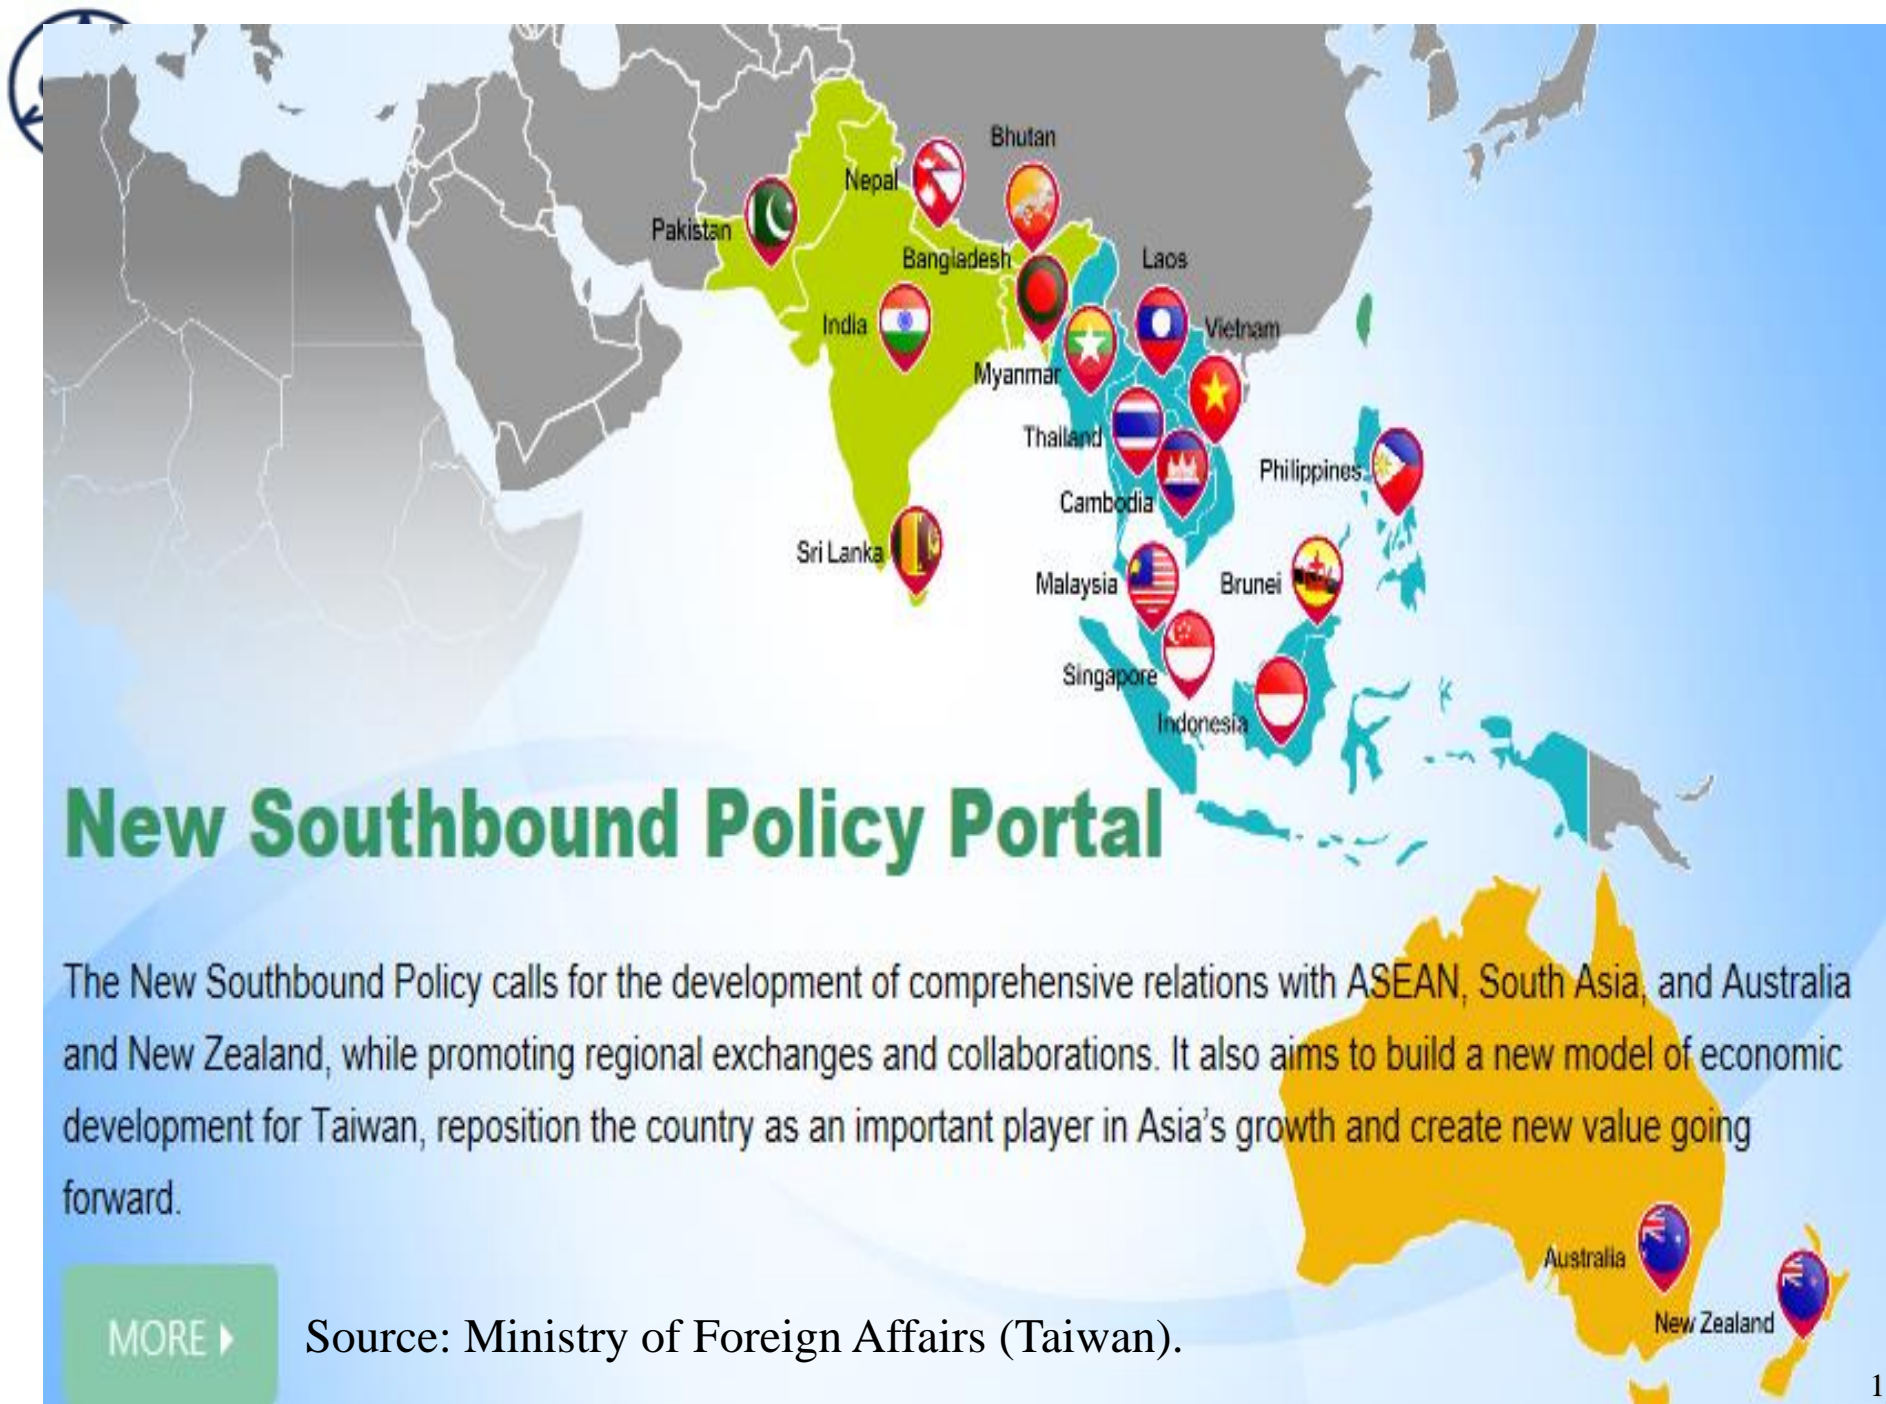 Bhutan
Nepal
Pakistan
Bangladesh
Laos
India
Vietnam
Myanmar
Thailand
Philippines
Cambodia
Sri Lanka
Malaysia
Brunei
Singapore
Indonesia
New Southbound Policy Portal
The New Southbound Policy calls for the development of comprehensive relations with ASEAN, South Asia, and Australia
and New Zealand, while promoting regional exchanges and collaborations. It also aims to build a new model of economic
development for Taiwan, reposition the country as an important player in Asia’s growth and create new value going
forward.
Australia
New Zealand
MORE
Source: Ministry of Foreign Affairs (Taiwan).
1